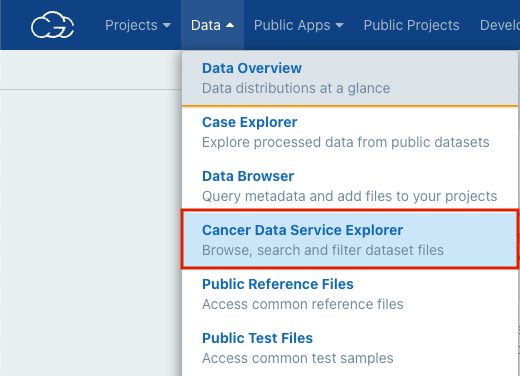 Projects Data Public Apps Public Projects Develo
Data Overview
Data distributions at a glance
Case Explorer
Explore processed data from public datasets
Data Browser
Query metadata and add files to your projects
Cancer Data Service Explorer
Browse, search and filter dataset files
Public Reference Files
Access common reference files
Public Test Files
Access common test samples